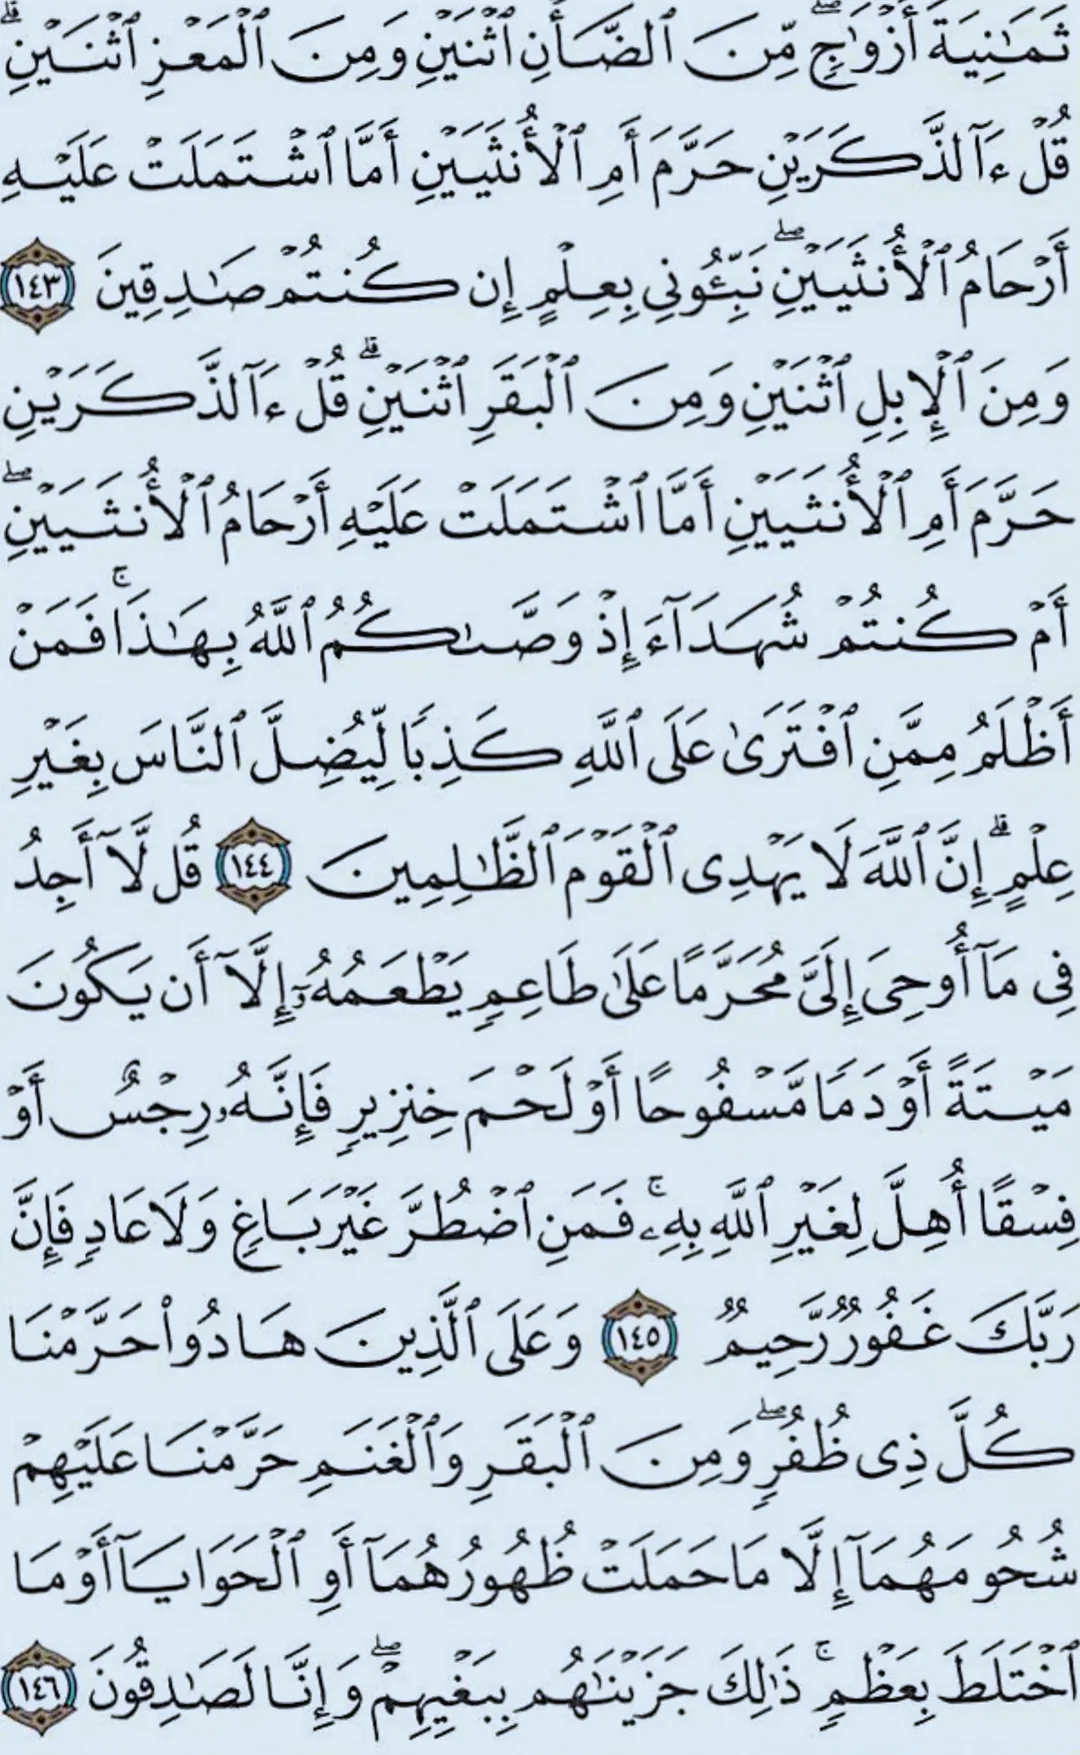 ثَمَٰنِيَةَ أَزۡوَٰجٖۖ مِّنَ ٱلضَّأۡنِ ٱثۡنَيۡنِ وَمِنَ ٱلۡمَعۡزِ ٱثۡنَيۡنِۗ
قُلۡ ءَآلذَّكَرَيۡنِ حَرَّمَ أَمِ ٱلۡأُنثَيَيۡنِ أَمَّا ٱشۡتَمَلَتۡ عَلَيۡهِ
أَرۡحَامُ ٱلۡأُنثَيَيۡنِۖ نَبِّـُٔونِي بِعِلۡمٍ إِن كُنتُمۡ صَٰدِقِينَ ١٤٣
وَمِنَ ٱلۡإِبِلِ ٱثۡنَيۡنِ وَمِنَ ٱلۡبَقَرِ ٱثۡنَيۡنِۗ قُلۡ ءَآلذَّكَرَيۡنِ
حَرَّمَ أَمِ ٱلۡأُنثَيَيۡنِ أَمَّا ٱشۡتَمَلَتۡ عَلَيۡهِ أَرۡحَامُ ٱلۡأُنثَيَيۡنِۖ
أَمۡ كُنتُمۡ شُهَدَآءَ إِذۡ وَصَّىٰكُمُ ٱللَّهُ بِهَٰذَاۚ فَمَنۡ
أَظۡلَمُ مِمَّنِ ٱفۡتَرَىٰ عَلَى ٱللَّهِ كَذِبٗا لِّيُضِلَّ ٱلنَّاسَ بِغَيۡرِ
عِلۡمٍۗ إِنَّ ٱللَّهَ لَا يَهۡدِى ٱلۡقَوۡمَ ٱلظَّٰلِمِينَ ١٤٤ قُل لَّآ أَجِدُ
فِي مَآ أُوحِيَ إِلَيَّ مُحَرَّمًا عَلَىٰ طَاعِمٖ يَطۡعَمُهُۥٓ إِلَّآ أَن يَكُونَ
مَيۡتَةً أَوۡ دَمٗا مَّسۡفُوحًا أَوۡ لَحۡمَ خِنزِيرٖ فَإِنَّهُۥ رِجۡسٌ أَوۡ
فِسۡقًا أُهِلَّ لِغَيۡرِ ٱللَّهِ بِهِۦۚ فَمَنِ ٱضۡطُرَّ غَيۡرَ بَاغٖ وَلَا عَادٖ فَإِنَّ
رَبَّكَ غَفُورٞ رَّحِيمٞ ١٤٥ وَعَلَى ٱلَّذِينَ هَادُواْ حَرَّمۡنَا
كُلَّ ذِى ظُفُرٖۖ وَمِنَ ٱلۡبَقَرِ وَٱلۡغَنَمِ حَرَّمۡنَا عَلَيۡهِمۡ
شُحُومَهُمَآ إِلَّا مَا حَمَلَتۡ ظُهُورُهُمَآ أَوِ ٱلۡحَوَايَآ أَوۡ مَا
ٱخۡتَلَطَ بِعَظۡمٖۚ ذَٰلِكَ جَزَيۡنَٰهُم بِبَغۡيِهِمۡۖ وَإِنَّا لَصَٰدِقُونَ ١٤٦